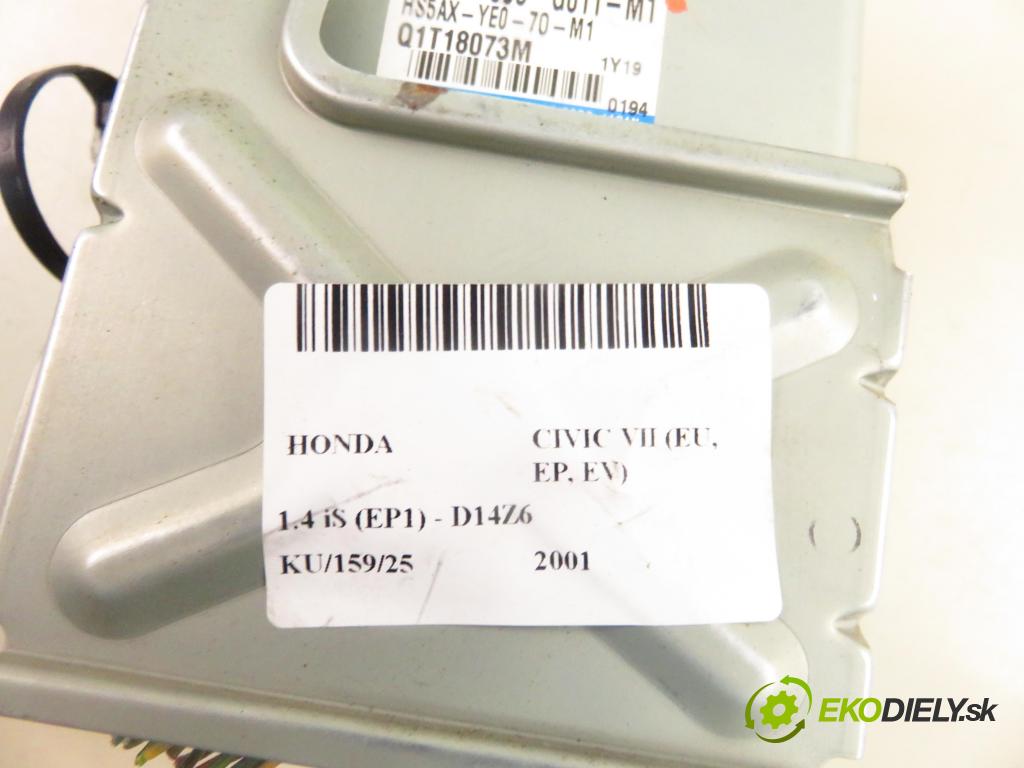 HS5AX-YE0-70-M1
Q1T18073M
1Y19
0194
HONDA
CIVIC VII (EU,
EP, EV)
1.4 iS (EP1) - D14Z6
KU/159/25
2001
EKODIELY.sk